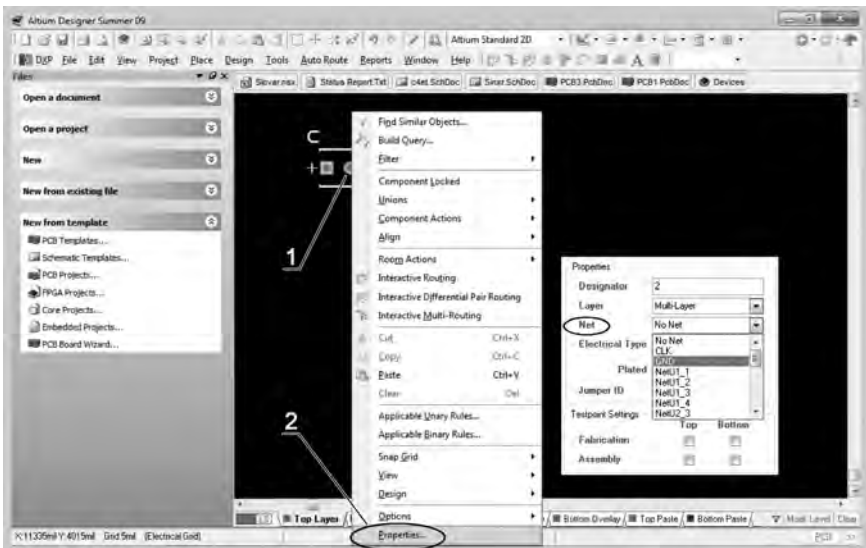 Altium Designer Summer 09
Altium Standard 2D
DXP File Edit View Project Place Design Tools Auto Route Reports Window Help
Files
Status Report.Txt
PCB3.PcbDoc
PCB1.PcbDoc
Devices
Open a document
Open a project
New
New from existing file
New from template
PCB Templates...
Schematic Templates...
PCB Projects...
FPGA Projects...
Core Projects...
Embedded Projects...
PCB Board Wizard...
C
+
1
2
Find Similar Objects...
Build Query...
Filter
Component Locked
Unions
Component Actions
Align
Room Actions
Interactive Routing
Interactive Differential Pair Routing
Interactive Multi-Routing
Cut Ctrl+X
Copy Ctrl+C
Paste Ctrl+V
Clear Del
Applicable Unary Rules...
Applicable Binary Rules...
Snap Grid
View
Design
Options
Properties...
Properties
Designator 2
Layer Multi-Layer
Net No Net
Electrical Type No Net
CLK
GND
Plated NetU1_1
NetU1_2
Jumper ID NetU1_3
NetU1_4
Testpoint Settings NetU2_3
Top Bottom
Fabrication
Assembly
LS Top Layer
Bottom Overlay Top Paste Bottom Paste Mask Level Clear
X:11335mil Y:4015mil Grid:5mil (Electrical Grid)
PCB >>